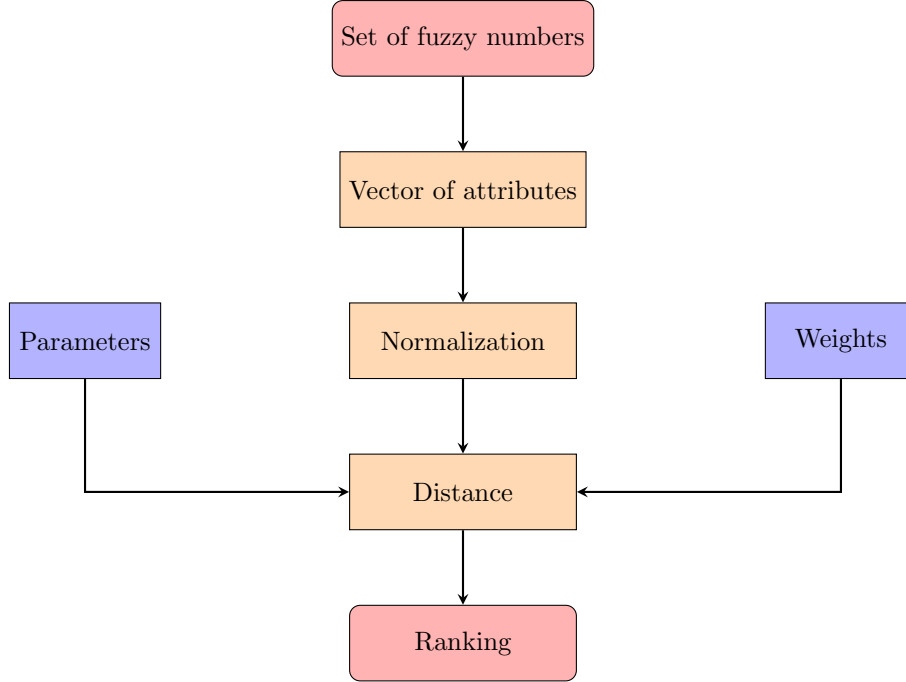 Set of fuzzy numbers
Vector of attributes
Parameters
Normalization
Weights
Distance
Ranking